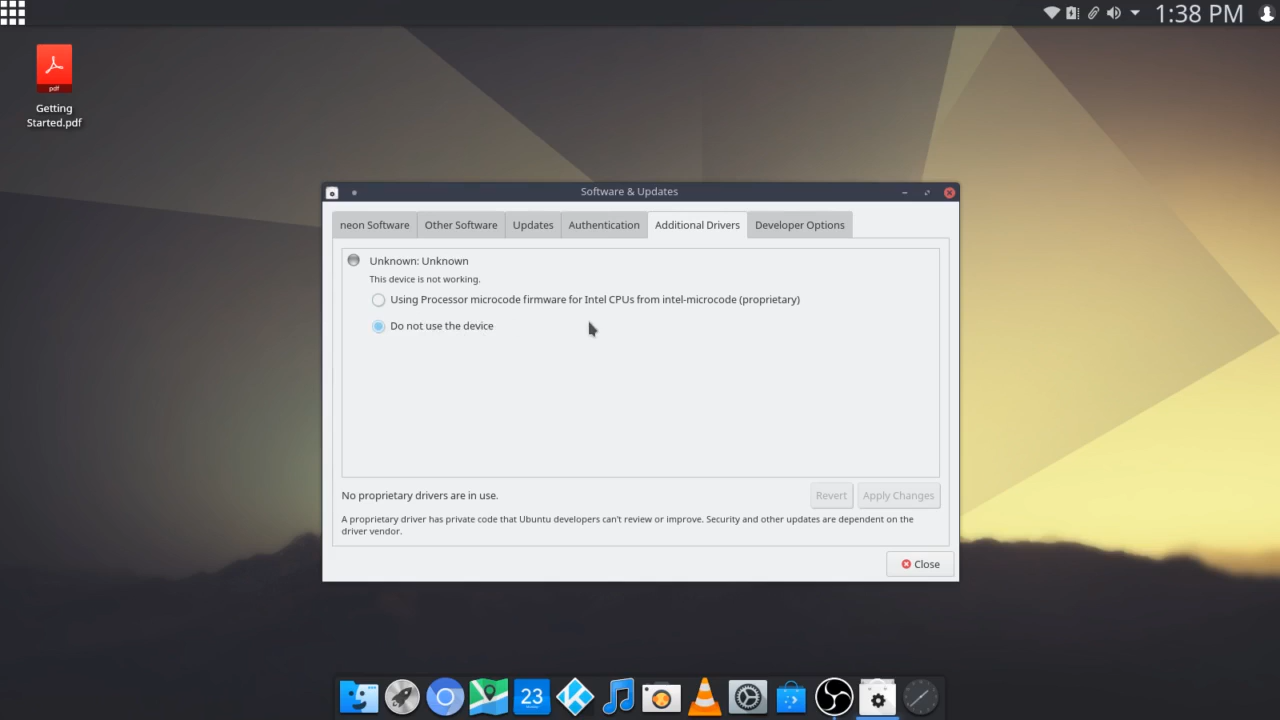 1:38 PM
pdf
Getting
Started.pdf
Software & Updates
neon Software
Other Software
Updates
Authentication
Additional Drivers
Developer Options
Unknown: Unknown
This device is not working.
Using Processor microcode firmware for Intel CPUs from intel-microcode (proprietary)
Do not use the device
No proprietary drivers are in use.
Revert
Apply Changes
A proprietary driver has private code that Ubuntu developers can't review or improve. Security and other updates are dependent on the
driver vendor.
Close
23